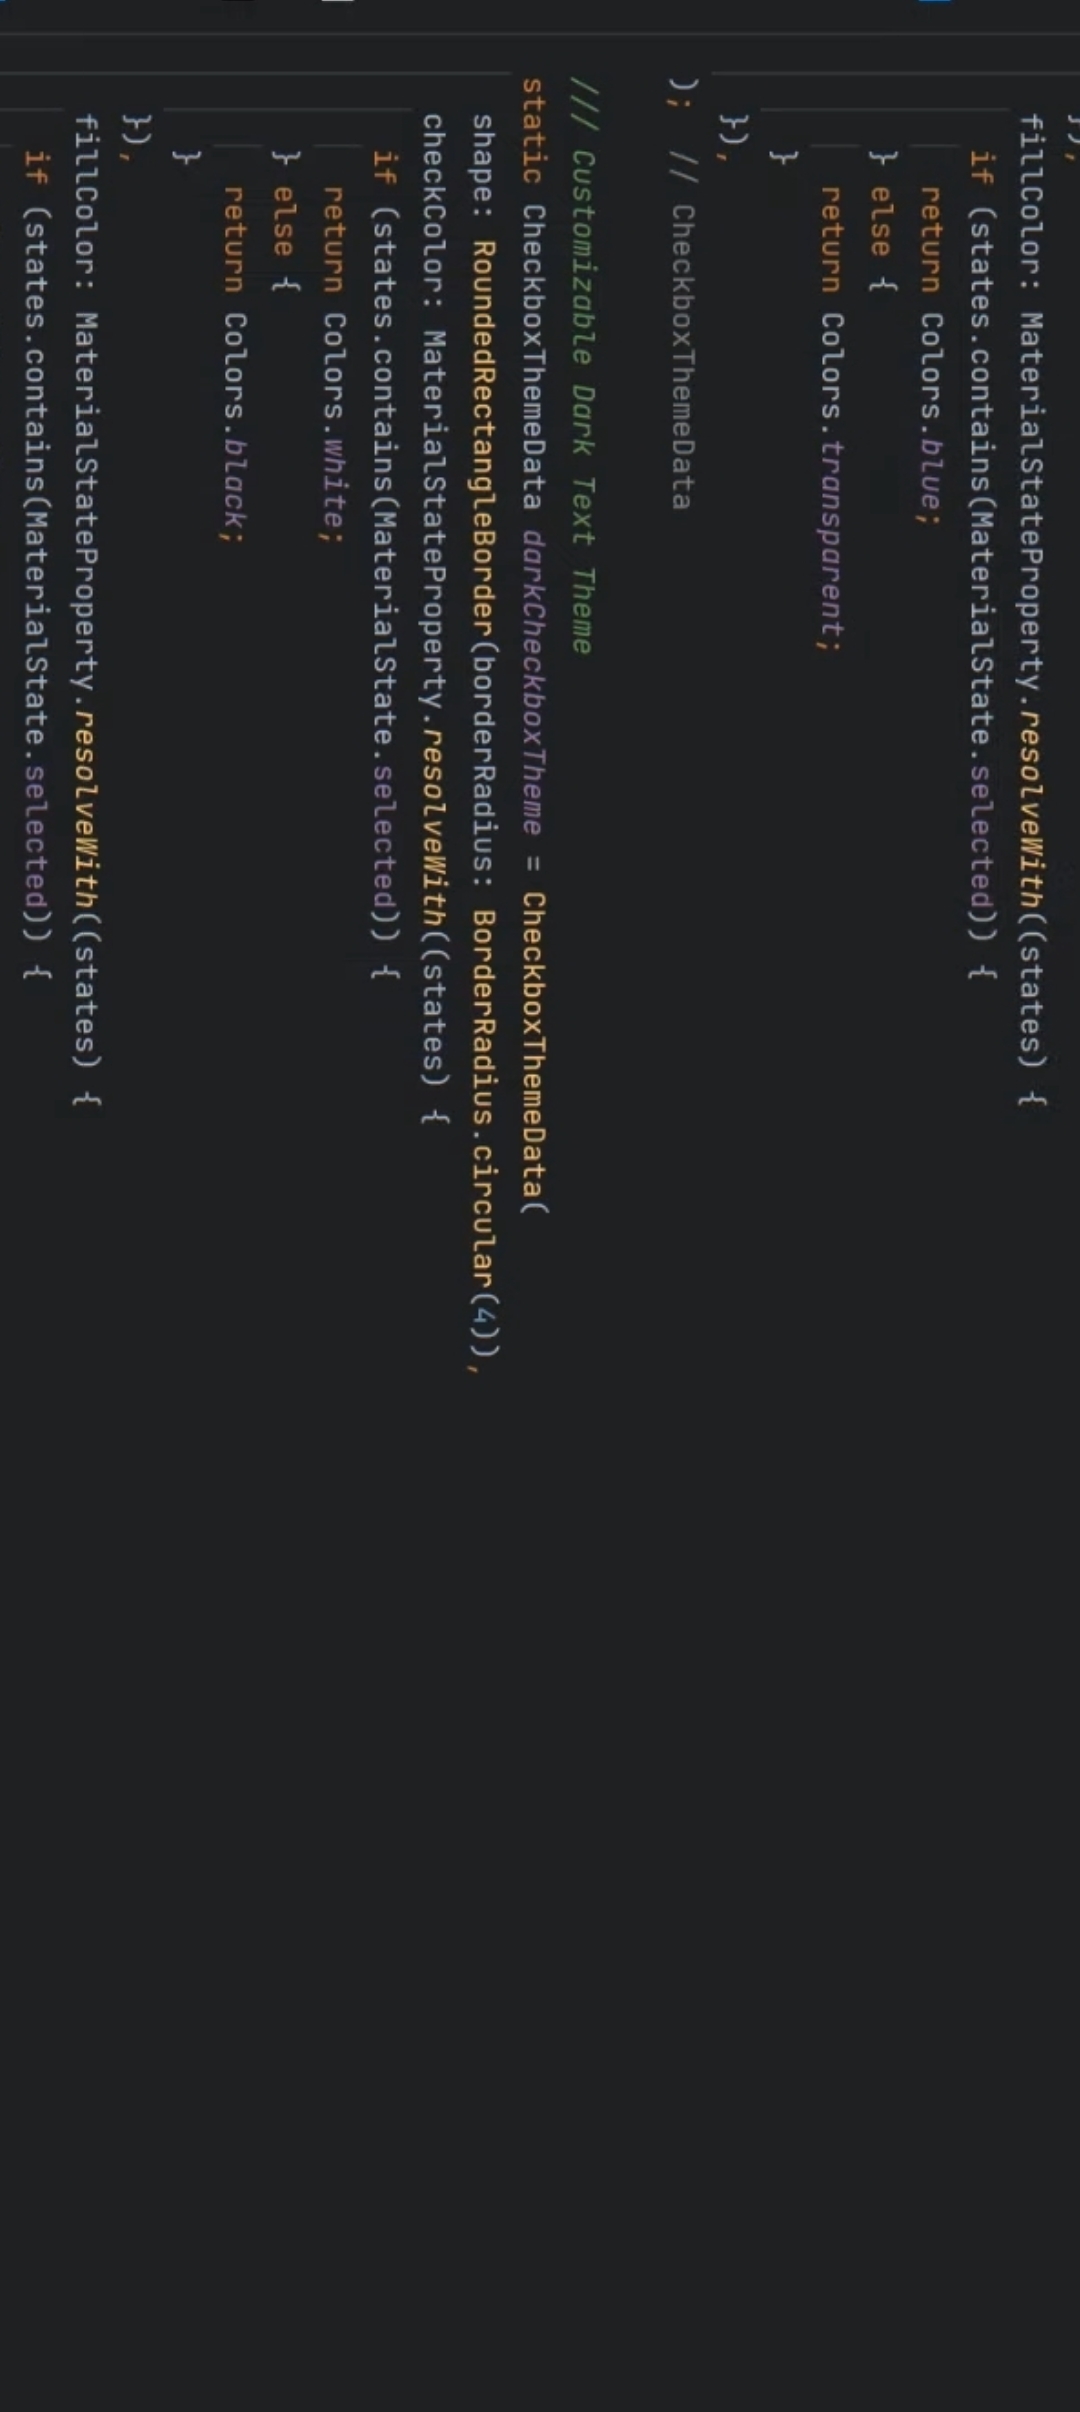 }),
fillColor: MaterialStateProperty.resolveWith((states) {
if (states.contains(MaterialState.selected)) {
return Colors.blue;
} else {
return Colors.transparent;
}
}),
); // CheckboxThemeData
/// Customizable Dark Text Theme
static CheckboxThemeData darkCheckboxTheme = CheckboxThemeData(
shape: RoundedRectangleBorder(borderRadius: BorderRadius.circular(4)),
checkColor: MaterialStateProperty.resolveWith((states) {
if (states.contains(MaterialState.selected)) {
return Colors.white;
} else {
return Colors.black;
}
}),
fillColor: MaterialStateProperty.resolveWith((states) {
if (states.contains(MaterialState.selected)) {